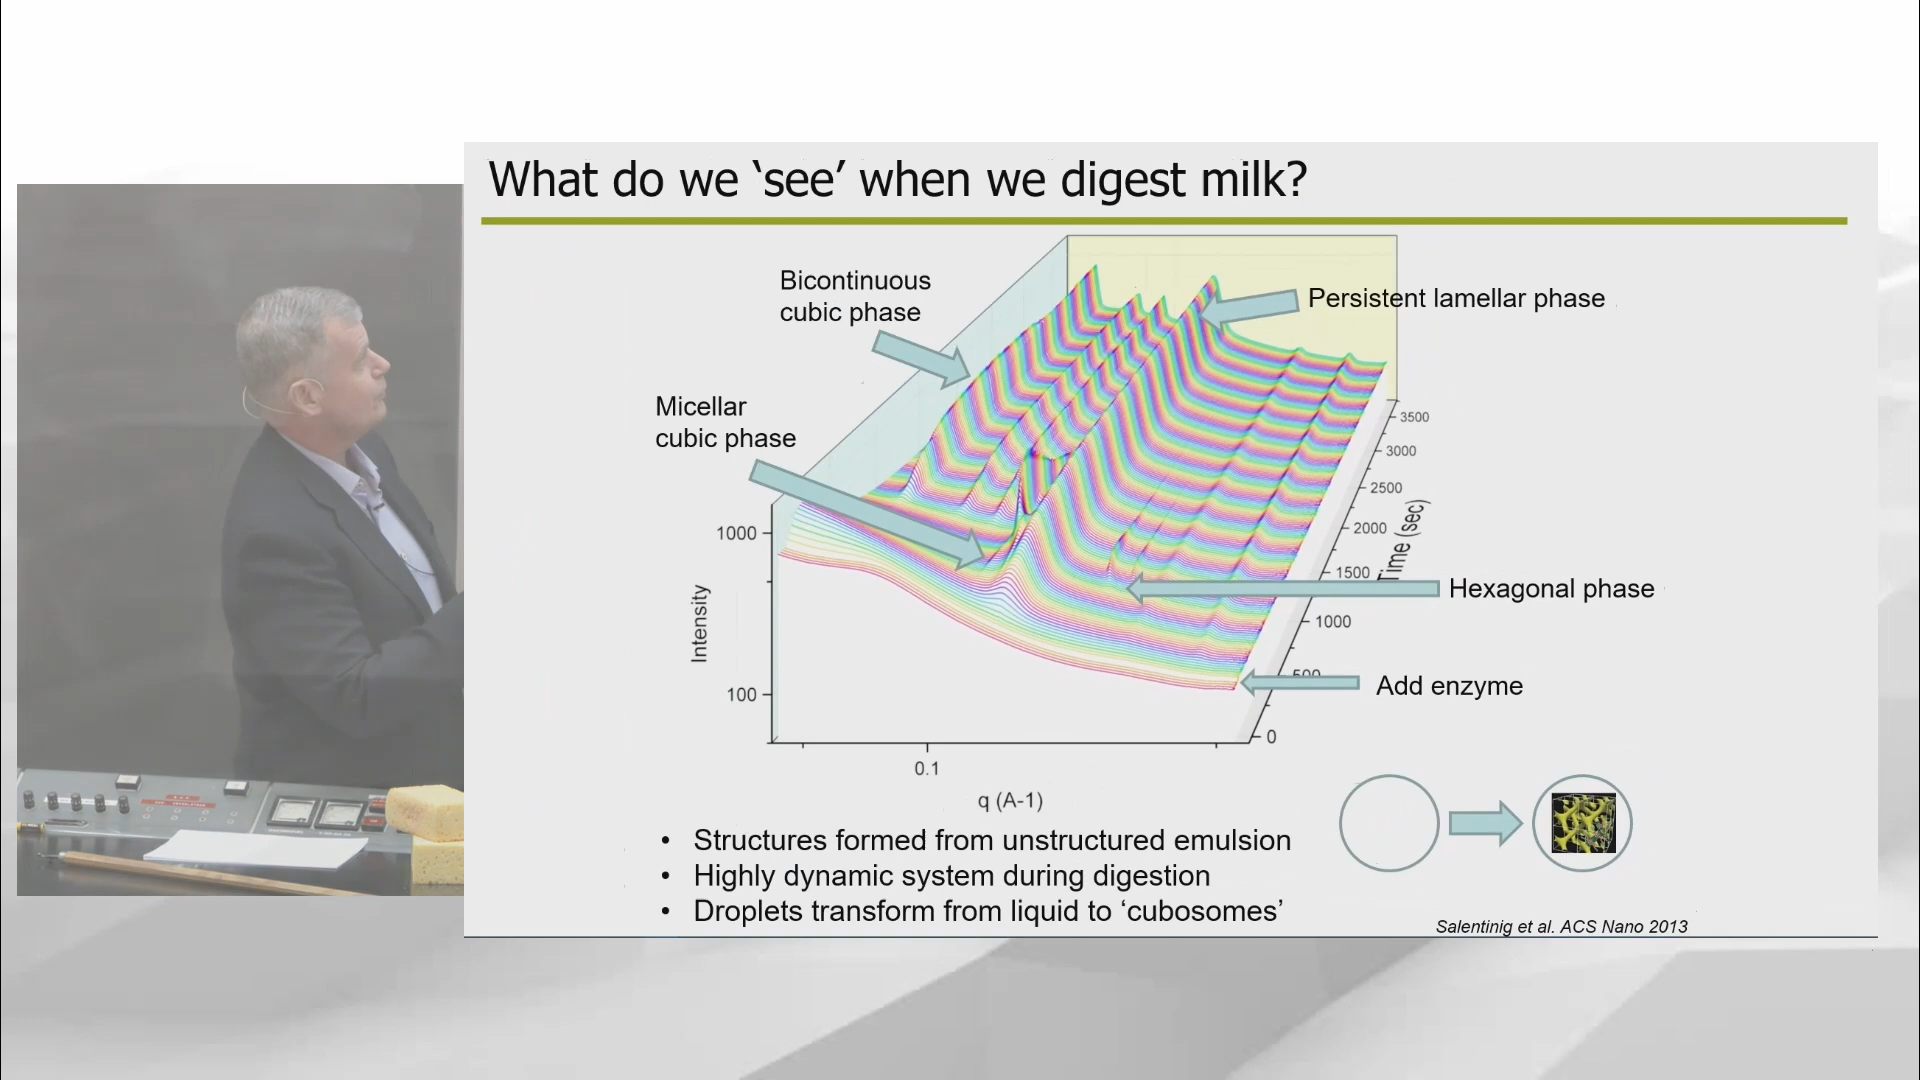 What do we ‘see’ when we digest milk?
Bicontinuous
cubic phase
Persistent lamellar phase
Micellar
cubic phase
Hexagonal phase
Add enzyme
1000
100
Intensity
0.1
q (A-1)
3500
3000
2500
2000
1500
1000
500
0
Time (sec)
• Structures formed from unstructured emulsion
• Highly dynamic system during digestion
• Droplets transform from liquid to ‘cubosomes’
Salentinig et al. ACS Nano 2013